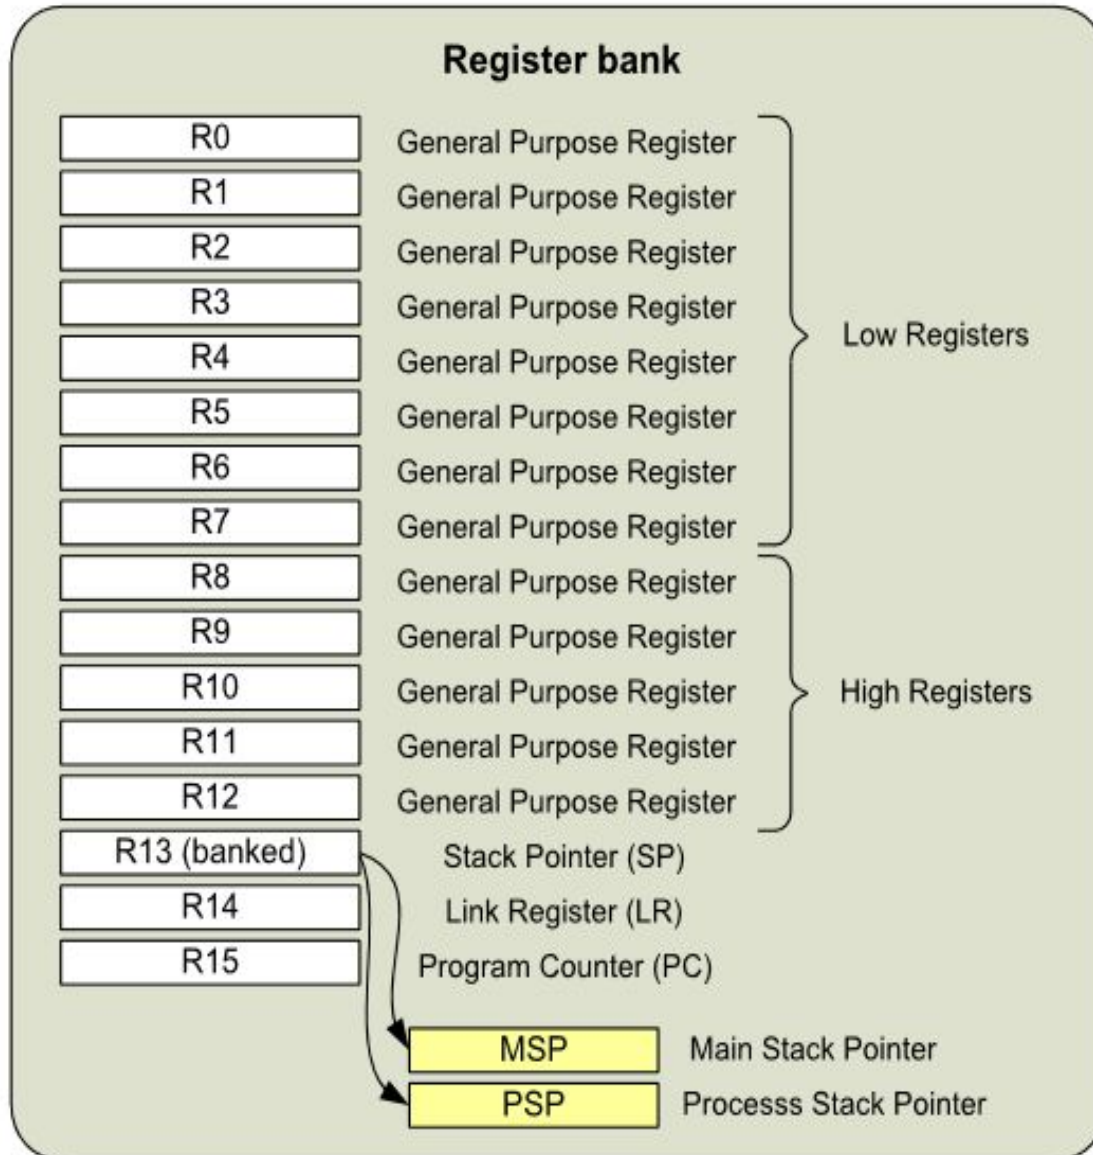 Register bank
R0 General Purpose Register
R1 General Purpose Register
R2 General Purpose Register
R3 General Purpose Register
Low Registers
R4 General Purpose Register
R5 General Purpose Register
R6 General Purpose Register
R7 General Purpose Register
R8 General Purpose Register
R9 General Purpose Register
R10 General Purpose Register
High Registers
R11 General Purpose Register
R12 General Purpose Register
R13 (banked) Stack Pointer (SP)
R14 Link Register (LR)
R15 Program Counter (PC)
MSP Main Stack Pointer
PSP Processs Stack Pointer